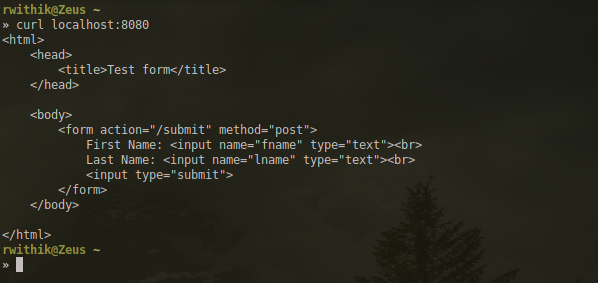 rwithik@Zeus ~
» curl localhost:8080
<html>
    <head>
        <title>Test form</title>
    </head>

    <body>
        <form action="/submit" method="post">
            First Name: <input name="fname" type="text"><br>
            Last Name: <input name="lname" type="text"><br>
            <input type="submit">
        </form>
    </body>

</html>
rwithik@Zeus ~
»